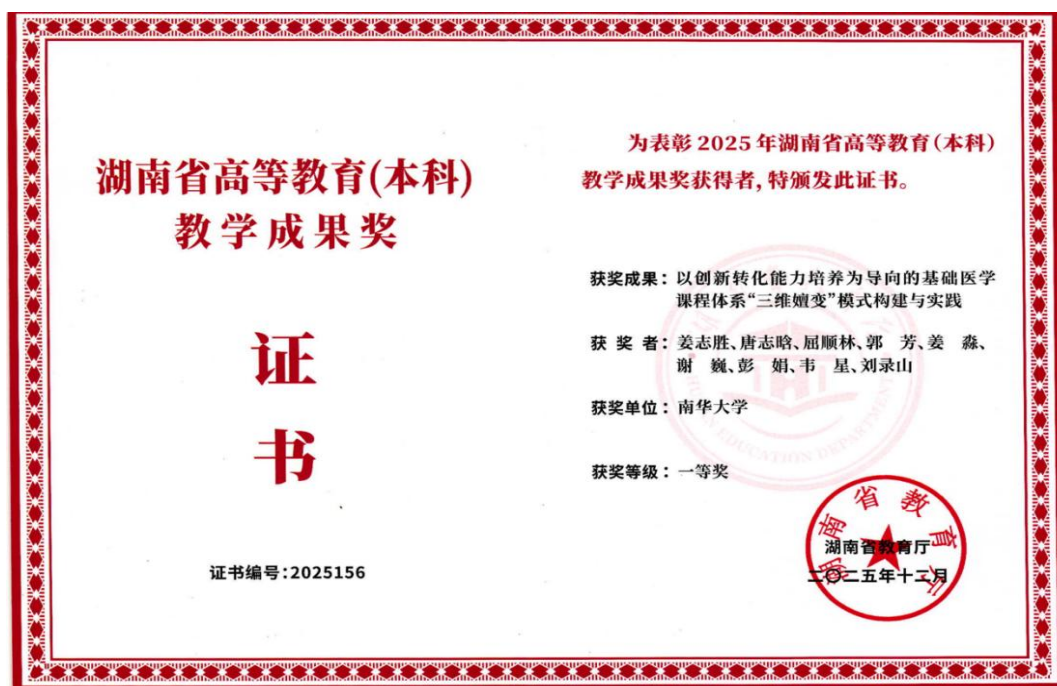 湖南省高等教育(本科)
教学成果奖
证
书
证书编号:2025156
为表彰2025年湖南省高等教育(本科)
教学成果奖获得者,特颁发此证书。
获奖成果:以创新转化能力培养为导向的基础医学
课程体系“三维嬗变”模式构建与实践
获 奖 者:姜志胜、唐志晗、屈顺林、郭 芳、姜 淼、
谢 巍、彭 娟、韦 星、刘录山
获奖单位:南华大学
获奖等级:一等奖
湖南省教育厅
湖南省教育厅
二〇二五年十二月
HUNAN EDUCATION DEPARTMENT